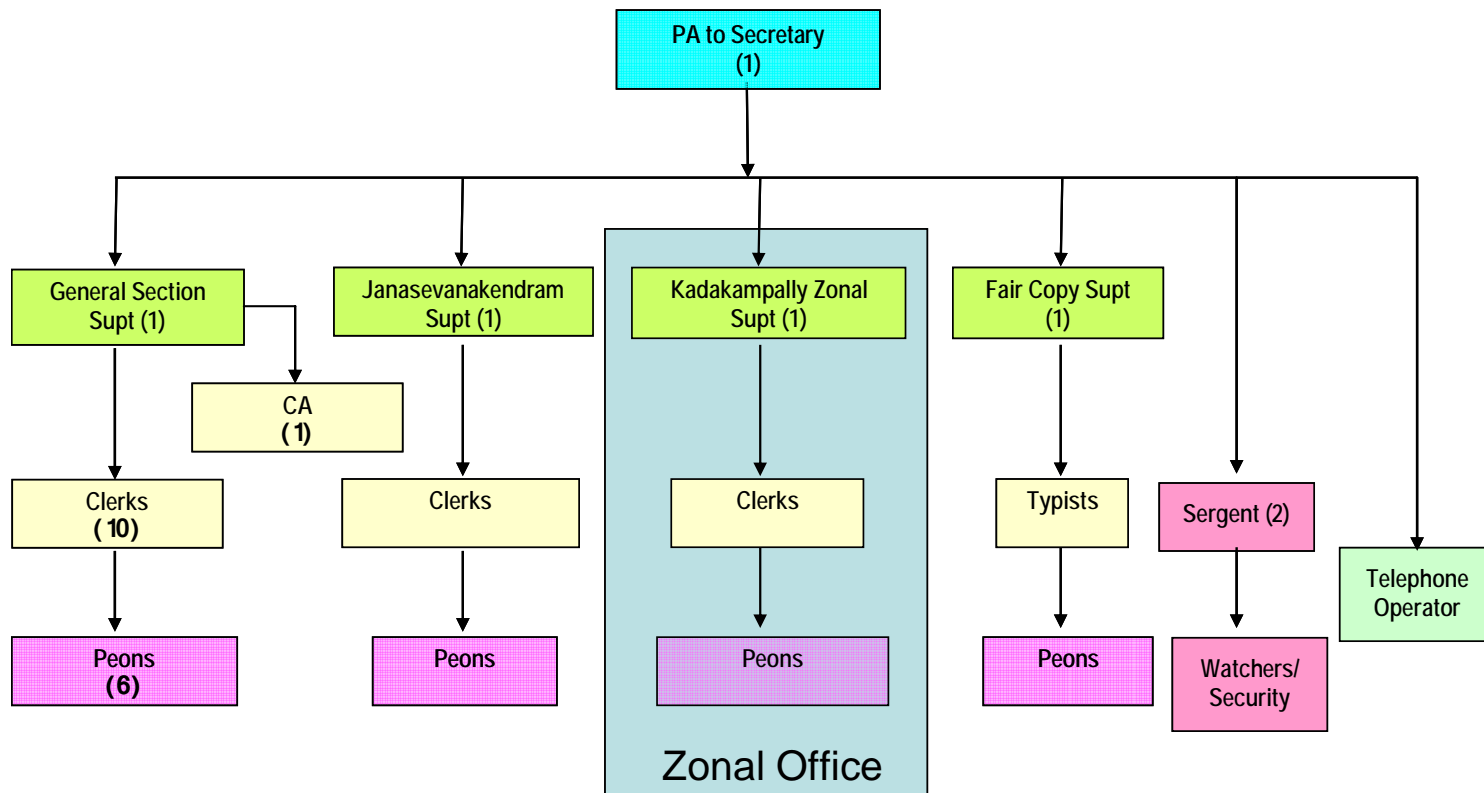 PA to Secretary
(1)
General Section
Supt (1)
Janasevanakendram
Supt (1)
Kadakampally Zonal
Supt (1)
Fair Copy Supt
(1)
CA
(1)
Clerks
(10)
Clerks
Clerks
Typists
Sergent (2)
Telephone
Operator
Peons
(6)
Peons
Peons
Peons
Watchers/
Security
Zonal Office